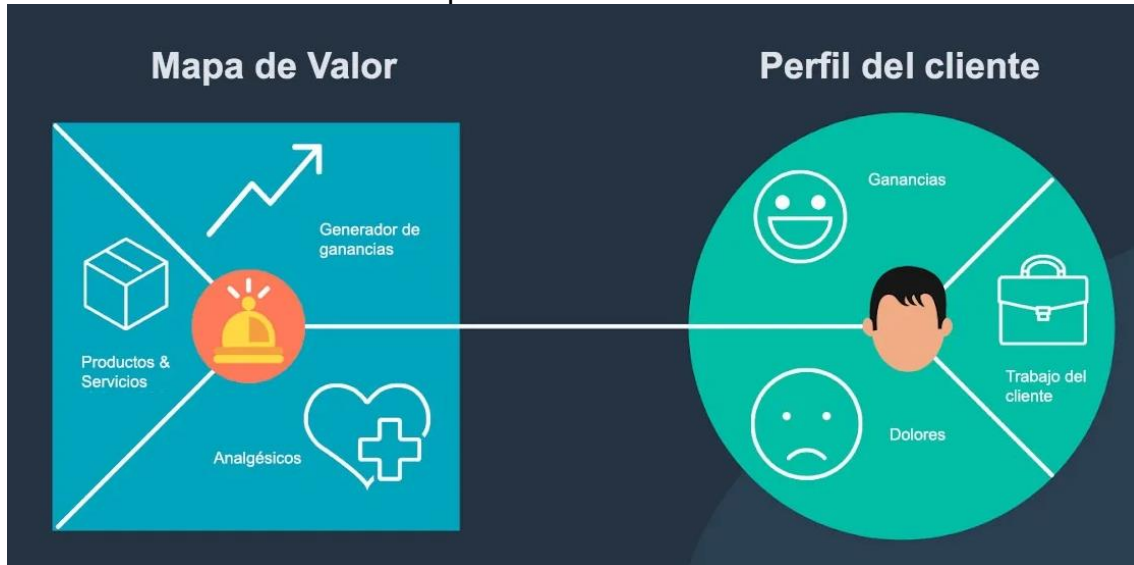 Mapa de Valor
Generador de
ganancias
Productos &
Servicios
Analgésicos
Perfil del cliente
Ganancias
Trabajo del
cliente
Dolores